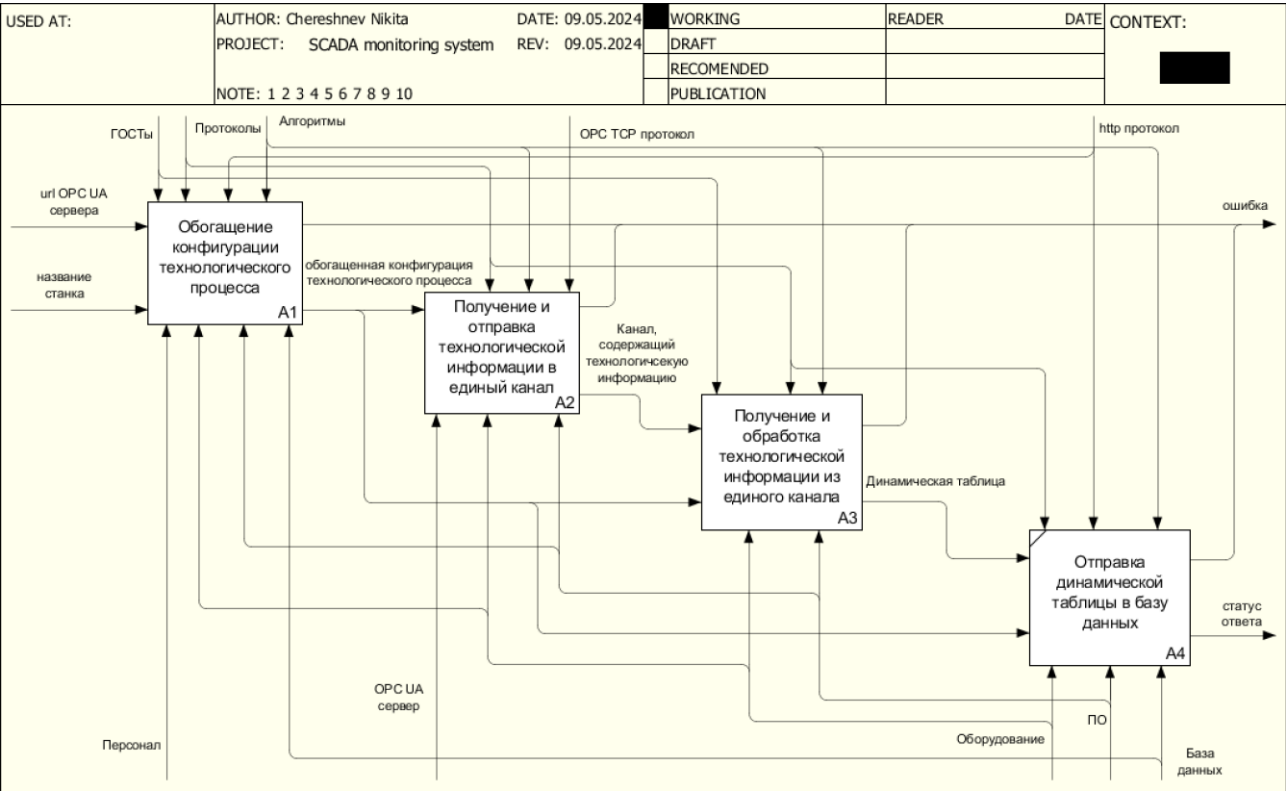 USED AT:
AUTHOR: Chereshnev Nikita
DATE: 09.05.2024
PROJECT: SCADA monitoring system
REV: 09.05.2024
NOTE: 1 2 3 4 5 6 7 8 9 10
WORKING
DRAFT
RECOMENDED
PUBLICATION
READER
DATE
CONTEXT:
ГОСТы
Протоколы
Алгоритмы
OPC TCP протокол
http протокол
url OPC UA
сервера
название
станка
Обогащение
конфигурации
технологического
процесса
A1
обогащенная конфигурация
технологического процесса
ошибка
Получение и
отправка
технологической
информации в
единый канал
A2
Канал,
содержащий
технологичсекую
информацию
Получение и
обработка
технологической
информации из
единого канала
A3
Динамическая таблица
Отправка
динамической
таблицы в базу
данных
A4
статус
ответа
OPC UA
сервер
Персонал
Оборудование
ПО
База
данных